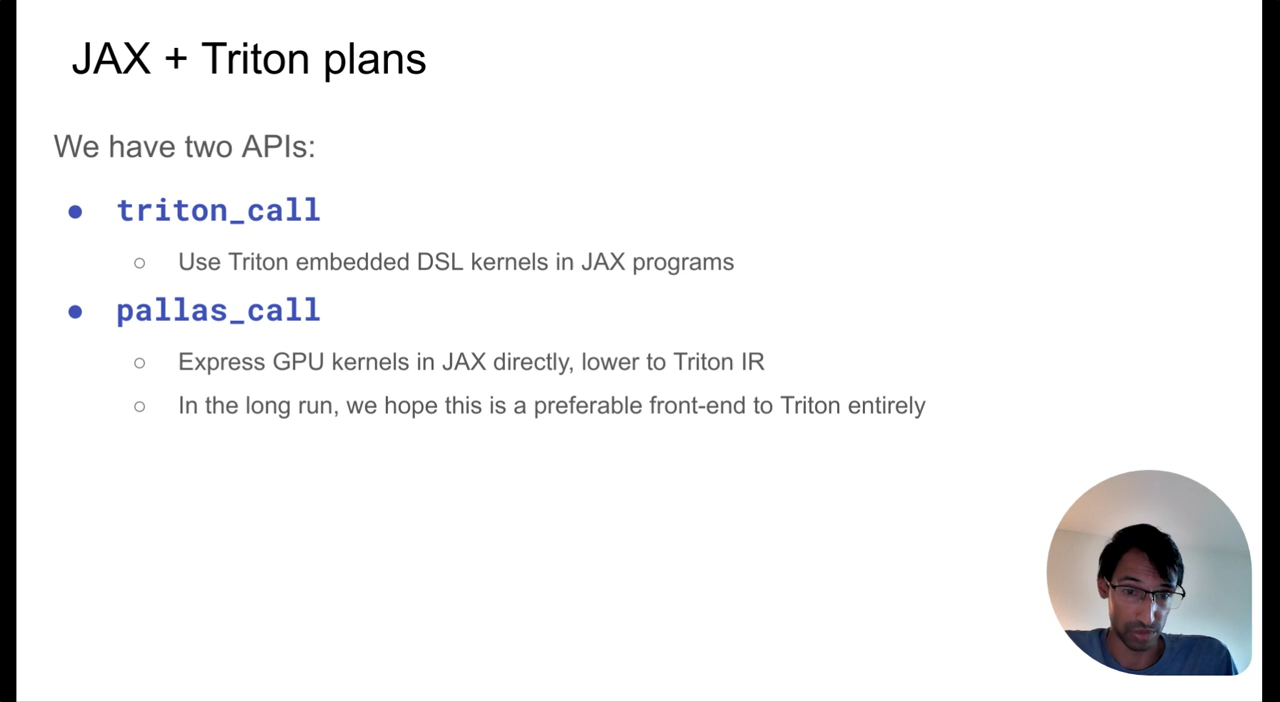 JAX + Triton plans
We have two APIs:
● triton_call
○ Use Triton embedded DSL kernels in JAX programs
● pallas_call
○ Express GPU kernels in JAX directly, lower to Triton IR
○ In the long run, we hope this is a preferable front-end to Triton entirely